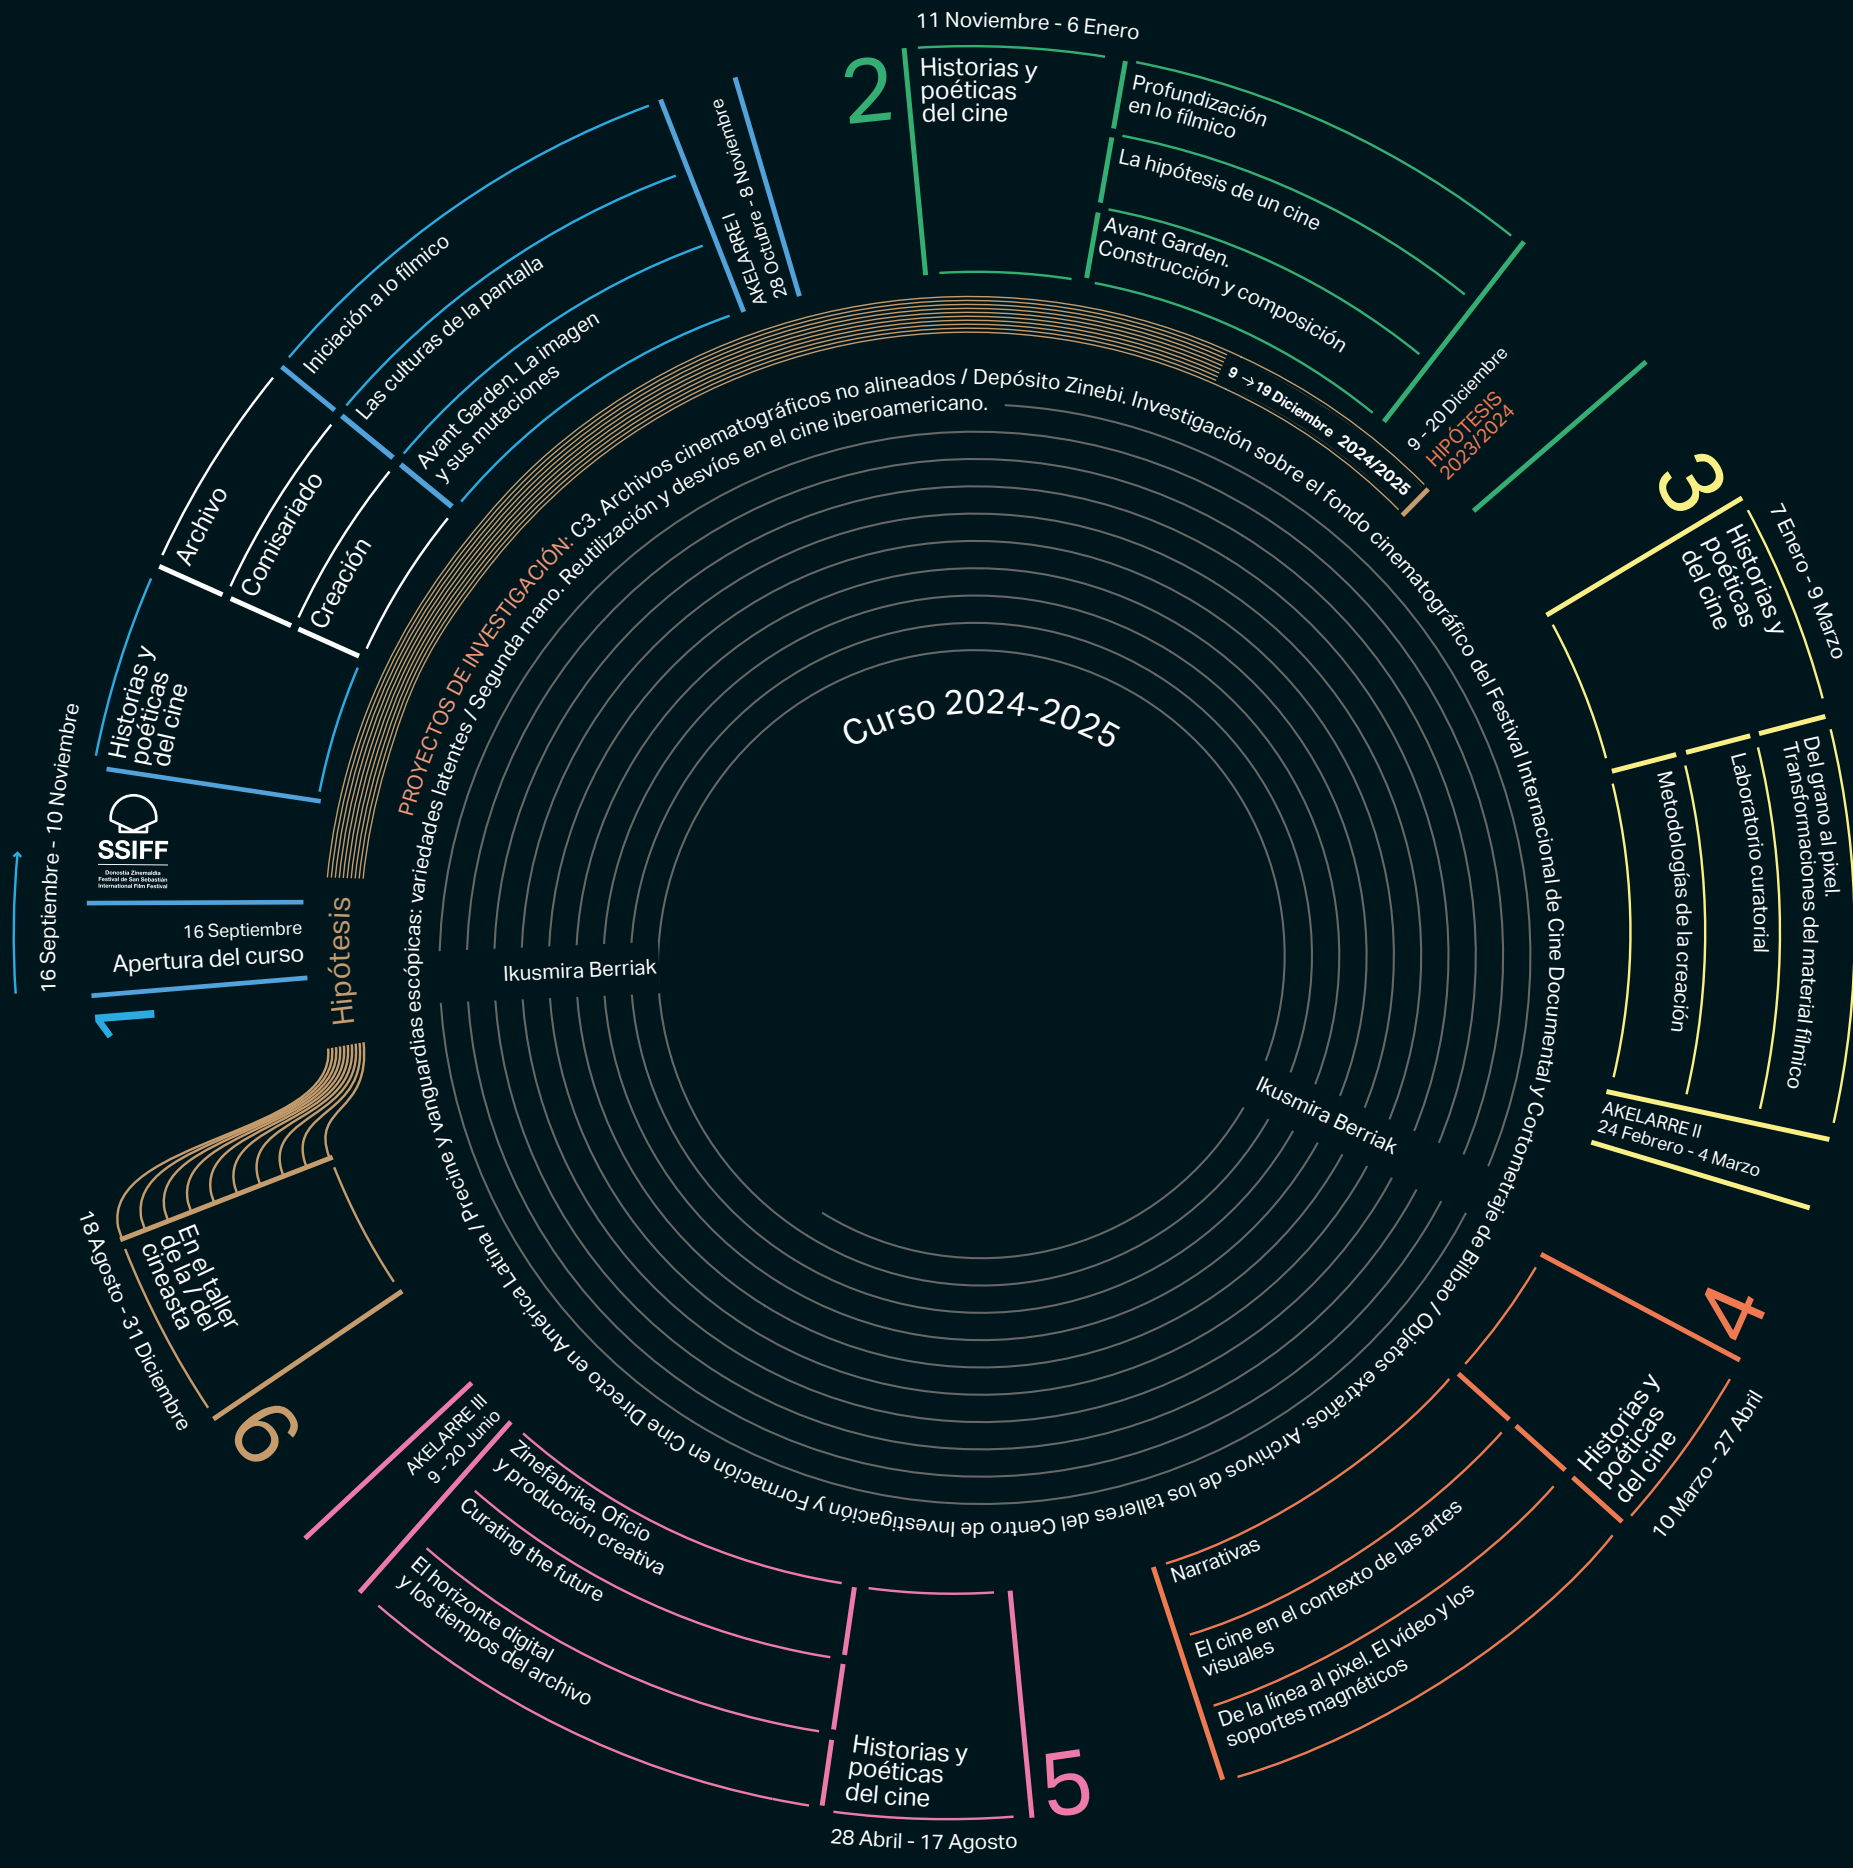 Curso 2024-2025
1
16 Septiembre - 10 Noviembre
16 Septiembre
Apertura del curso
SSIFF
Donostia Zinemaldia
Festival de San Sebastián
International Film Festival
Historias y
poéticas
del cine
Archivo
Comisariado
Creación
Iniciación a lo fílmico
Las culturas de la pantalla
Avant Garden. La imagen
y sus mutaciones
AKELARRE I
28 Octubre - 8 Noviembre
2
11 Noviembre - 6 Enero
Historias y
poéticas
del cine
Profundización
en lo fílmico
La hipótesis de un cine
Avant Garden.
Construcción y composición
9 - 20 Diciembre
HIPÓTESIS
2023/2024
3
7 Enero - 9 Marzo
Historias y
poéticas
del cine
Del grano al pixel.
Transformaciones del material fílmico
Laboratorio curatorial
Metodologías de la creación
AKELARRE II
24 Febrero - 4 Marzo
4
10 Marzo - 27 Abril
Historias y
poéticas
del cine
Narrativas
El cine en el contexto de las artes
visuales
De la línea al pixel. El vídeo y los
soportes magnéticos
5
28 Abril - 17 Agosto
Historias y
poéticas
del cine
Zinefabrika. Oficio
y producción creativa
Curating the future
El horizonte digital
y los tiempos del archivo
AKELARRE III
9 - 20 Junio
6
18 Agosto - 31 Diciembre
En el taller
de la / del
cineasta
Hipótesis
9 → 19 Diciembre 2024/2025
PROYECTOS DE INVESTIGACIÓN: C3. Archivos cinematográficos no alineados / Depósito Zinebi. Investigación sobre el fondo cinematográfico del Festival Internacional de Cine Documental y Cortometraje de Bilbao / Objetos extraños. Archivos de los talleres del Centro de Investigación y Formación en Cine Directo en América Latina / Precine y vanguardias escópicas: variedades latentes / Segunda mano. Reutilización y desvíos en el cine iberoamericano.
Ikusmira Berriak
Ikusmira Berriak